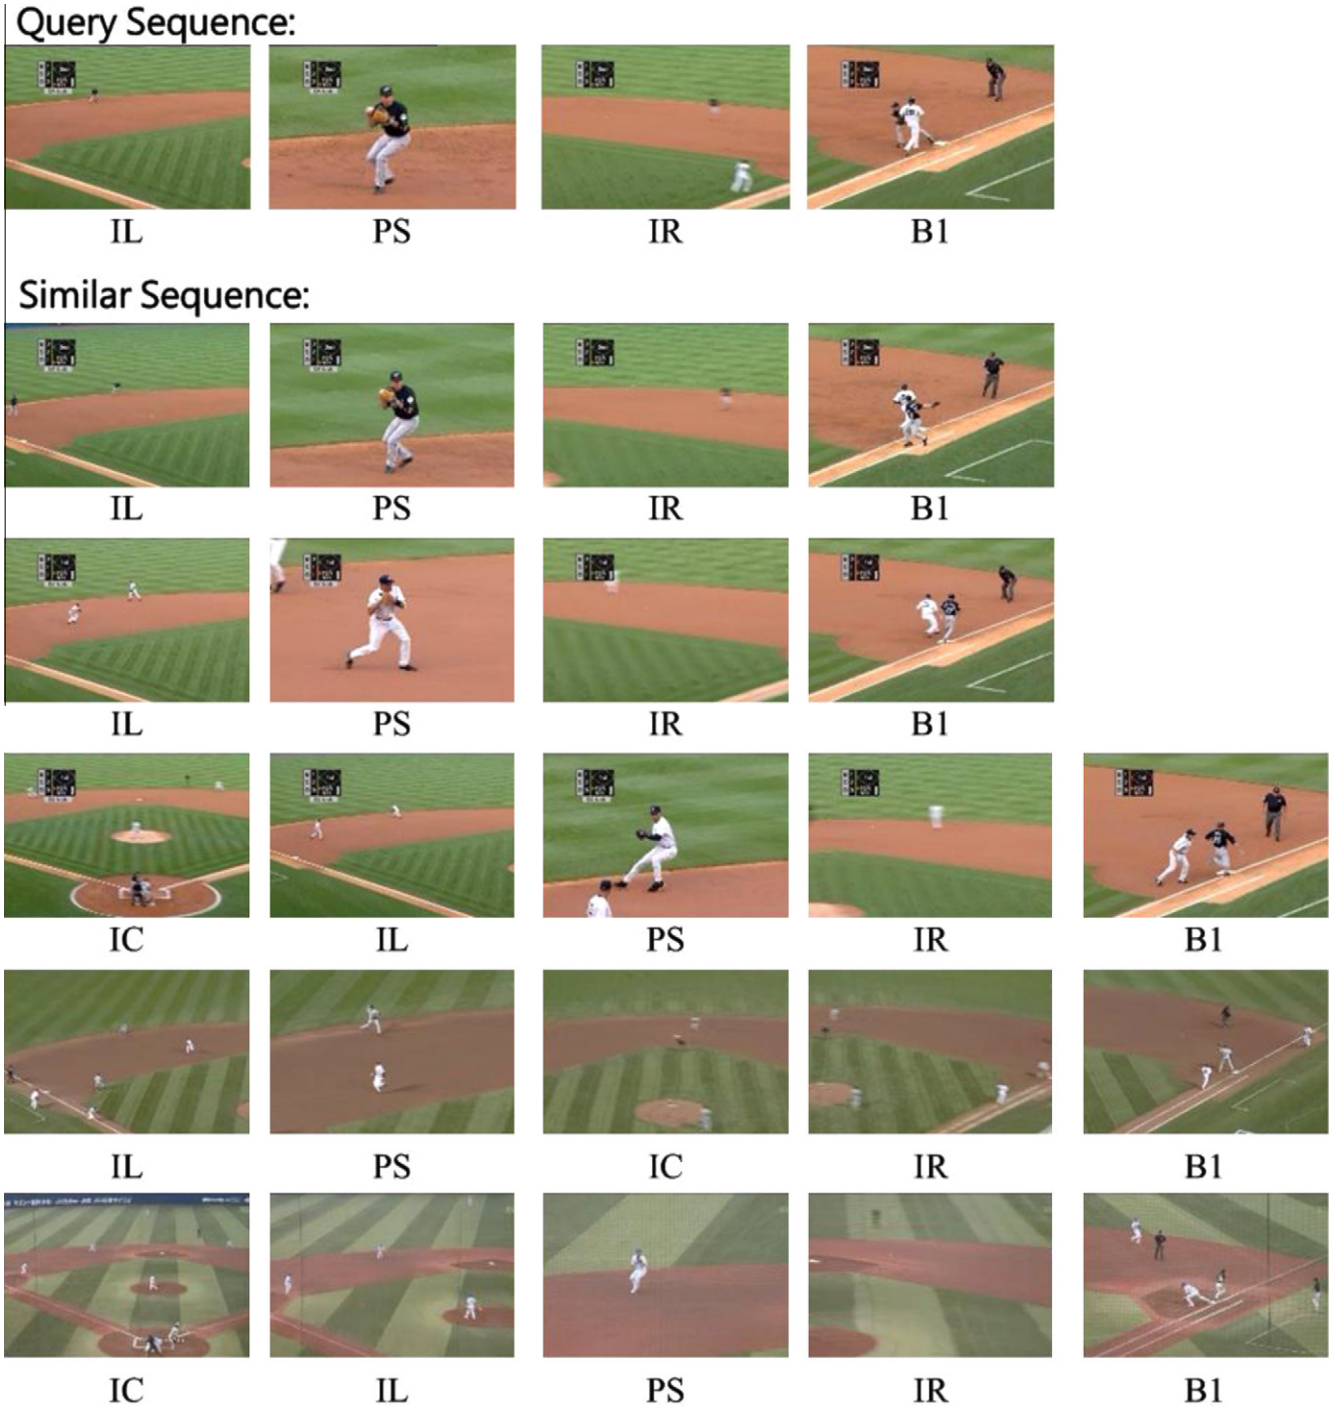 Query Sequence:
IL PS IR B1
Similar Sequence:
IL PS IR B1
IL PS IR B1
IC IL PS IR B1
IL PS IC IR B1
IC IL PS IR B1